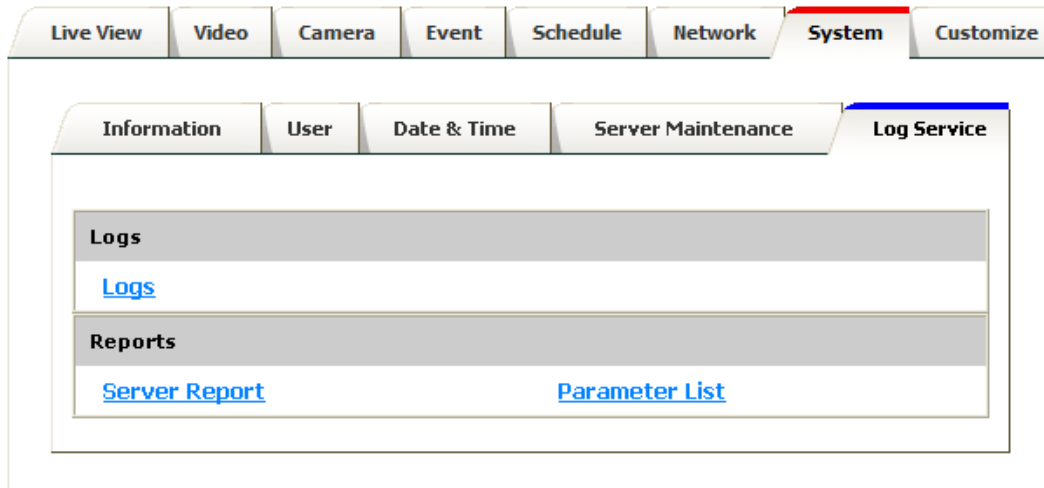 Live View Video Camera Event Schedule Network System Customize
Information User Date & Time Server Maintenance Log Service
Logs
Logs
Reports
Server Report Parameter List